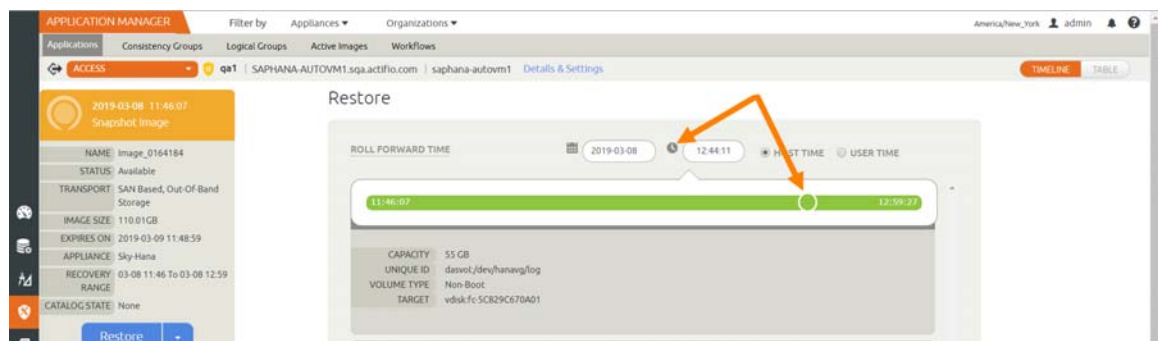 APPLICATION MANAGER Filter by Appliances Organizations America/New_York admin
Applications Consistency Groups Logical Groups Active Images Workflows
ACCESS qa1 SAPHANA-AUTOVM1.sqa.actifio.com saphana-autovm1 Details & Settings TIMELINE TABLE
2019-03-08 11:46:07
Snapshot Image
NAME Image_0164184
STATUS Available
TRANSPORT SAN Based, Out-Of-Band
Storage
IMAGE SIZE 110.01GB
EXPIRES ON 2019-03-09 11:48:59
APPLIANCE Sky-Hana
RECOVERY 03-08 11:46 To 03-08 12:59
RANGE
CATALOG STATE None
Restore
Restore
ROLL FORWARD TIME 2019-03-08 12:44:11 HOST TIME USER TIME
11:46:07 12:59:27
CAPACITY 55 GB
UNIQUE ID dasvol:/dev/hanavg/log
VOLUME TYPE Non-Boot
TARGET vdisk:fc-5C829C670A01